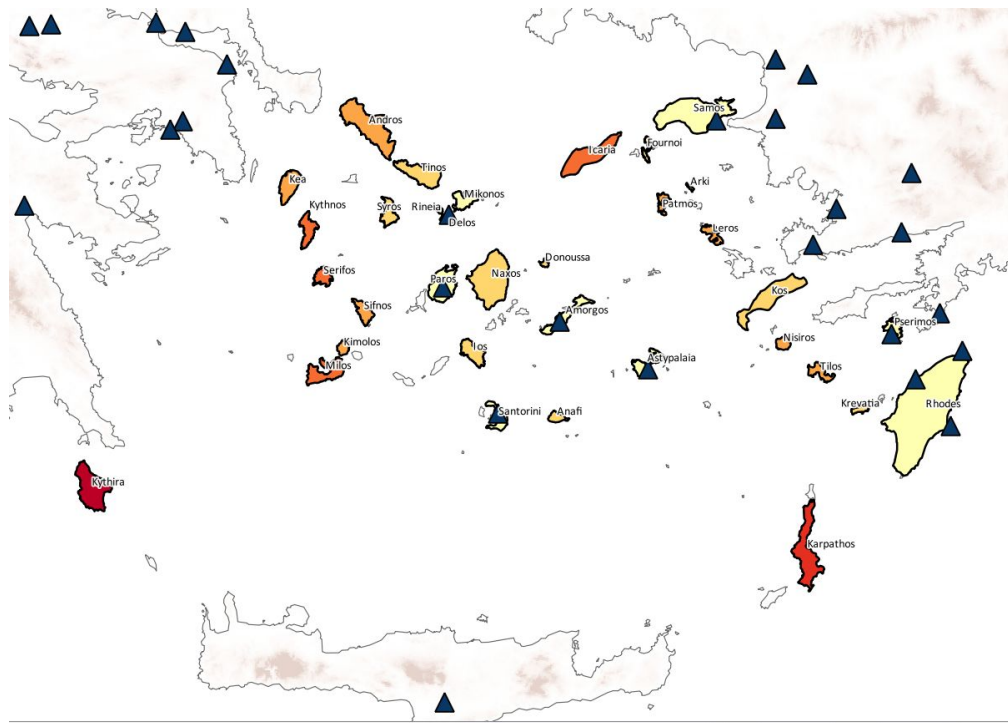 Samos
Andros
Fournoi
Icaria
Tinos
Kea
Arki
Mikonos
Patmos
Kythnos
Syros
Rineia
Delos
Leros
Donoussa
Serifos
Paros
Naxos
Kos
Sifnos
Amorgos
Pserimos
Kimolos
Ios
Nisiros
Milos
Astypalaia
Tilos
Krevatia
Rhodes
Santorini
Anafi
Kythira
Karpathos